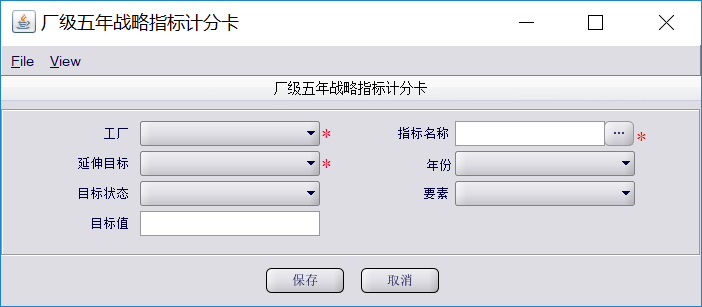 厂级五年战略指标计分卡
File View
厂级五年战略指标计分卡
工厂 * 指标名称 ... *
延伸目标 * 年份
目标状态 要素
目标值
保存 取消